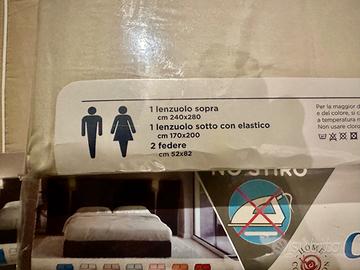 1 lenzuolo sopra
cm 240x280
1 lenzuolo sotto con elastico
cm 170x200
2 federe
cm 52x82
Per la maggior d
e del colore, si c
a temperatura n
Non usare cloro
NO STIRO